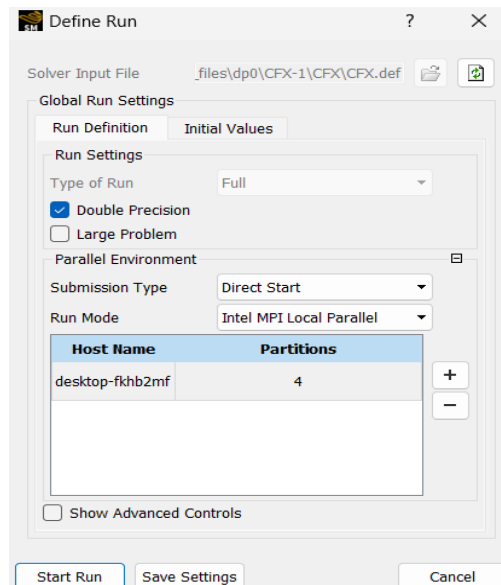 SM Define Run ? ×
Solver Input File _files\dp0\CFX-1\CFX\CFX.def
Global Run Settings
Run Definition Initial Values
Run Settings
Type of Run Full
Double Precision
Large Problem
Parallel Environment
Submission Type Direct Start
Run Mode Intel MPI Local Parallel
Host Name Partitions
desktop-fkhb2mf 4
+
−
Show Advanced Controls
Start Run Save Settings Cancel